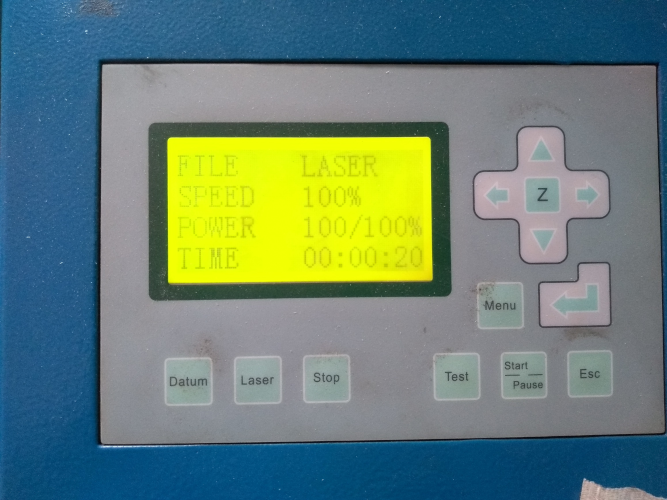 FILE LASER
SPEED 100%
POWER 100/100%
TIME 00:00:20
Z
Menu
Datum
Laser
Stop
Test
Start
Pause
Esc